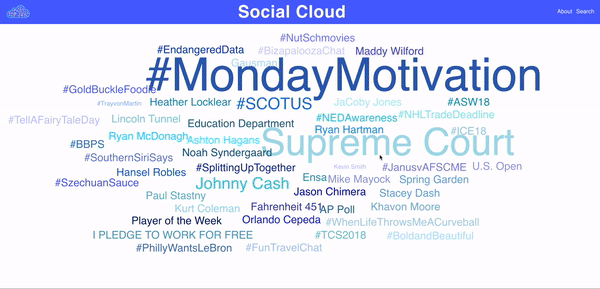 Social Cloud
About Search
#NutSchmovies
#EndangeredData #BizapaloozaChat Maddy Wilford
Gausman
#MondayMotivation
#GoldBuckleFoodie
#TrayvonMartin Heather Locklear #SCOTUS JaCoby Jones #ASW18
#TellAFairyTaleDay Lincoln Tunnel Education Department #NEDAwareness #NHLTradeDeadline
Ryan McDonagh Ashton Hagans Supreme Court Ryan Hartman #ICE18
#BBPS
Noah Syndergaard
#SouthernSiriSays
Hansel Robles #SplittingUpTogether Kevin Smith #JanusvAFSCME U.S. Open
#SzechuanSauce Johnny Cash Ensa Mike Mayock Spring Garden
Paul Stastny Jason Chimera Stacey Dash
Kurt Coleman Fahrenheit 451 AP Poll Khavon Moore
Player of the Week Orlando Cepeda #WhenLifeThrowsMeACurveball
I PLEDGE TO WORK FOR FREE #TCS2018 #BoldandBeautiful
#PhillyWantsLeBron #FunTravelChat